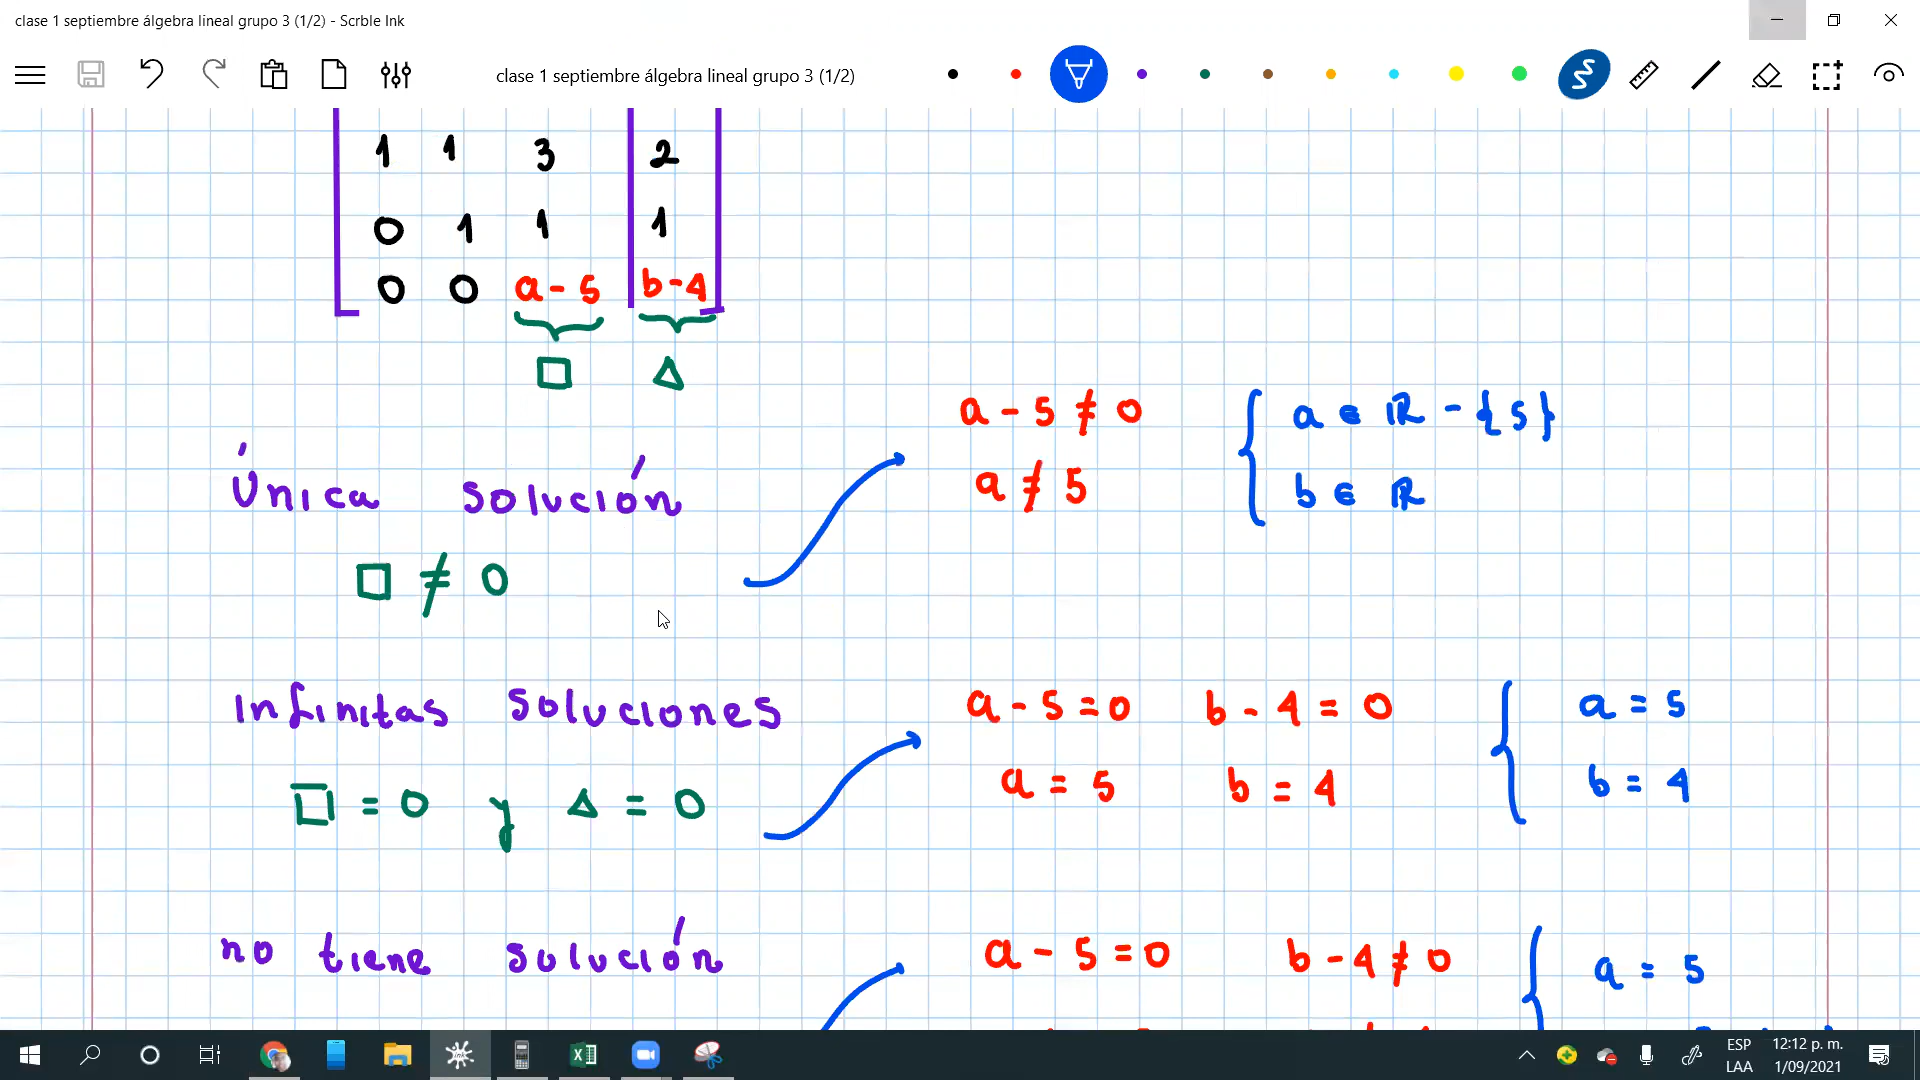 clase 1 septiembre álgebra lineal grupo 3 (1/2) - Scrble Ink
clase 1 septiembre álgebra lineal grupo 3 (1/2)
1 1 3 2
0 1 1 1
0 0 a - 5 b - 4
□ △
a - 5 ≠ 0 a ∈ ℝ - {5}
Única solución a ≠ 5 b ∈ ℝ
□ ≠ 0
Infinitas soluciones a - 5 = 0 b - 4 = 0 a = 5
□ = 0 y △ = 0 a = 5 b = 4 b = 4
no tiene solución a - 5 = 0 b - 4 ≠ 0 a = 5
ESP 12:12 p. m.
LAA 1/09/2021